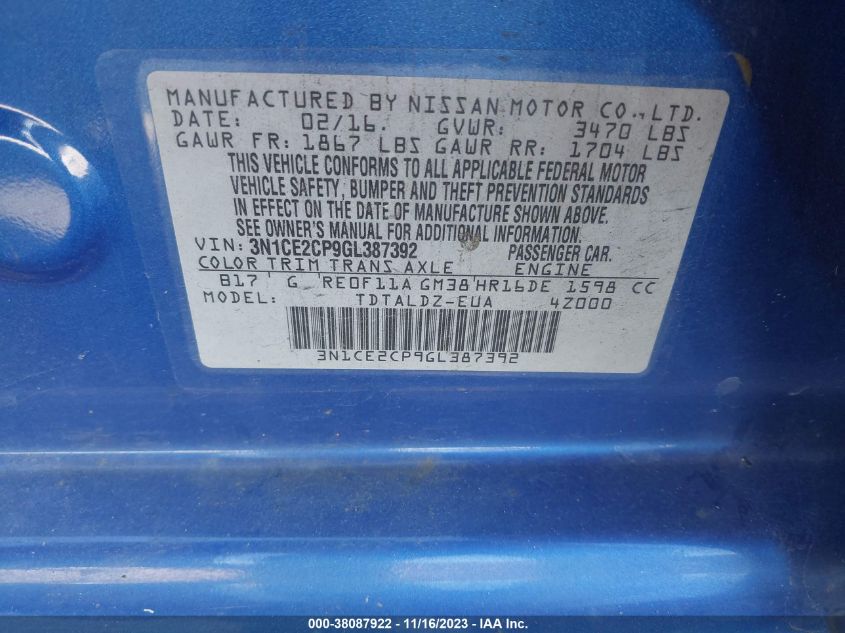 MANUFACTURED BY NISSAN MOTOR CO., LTD.
DATE: 02/16. GVWR: 3470 LBS
GAWR FR: 1867 LBS GAWR RR: 1704 LBS
THIS VEHICLE CONFORMS TO ALL APPLICABLE FEDERAL MOTOR
VEHICLE SAFETY, BUMPER AND THEFT PREVENTION STANDARDS
IN EFFECT ON THE DATE OF MANUFACTURE SHOWN ABOVE.
SEE OWNER'S MANUAL FOR ADDITIONAL INFORMATION.
VIN: 3N1CE2CP9GL387392 PASSENGER CAR.
COLOR TRIM TRANS AXLE ENGINE
B17 G RE0F11A GM38 HR16DE 1598 CC
MODEL: TDTALDZ-EUA 4Z000
3N1CE2CP9GL387392
000-38087922 - 11/16/2023 - IAA Inc.